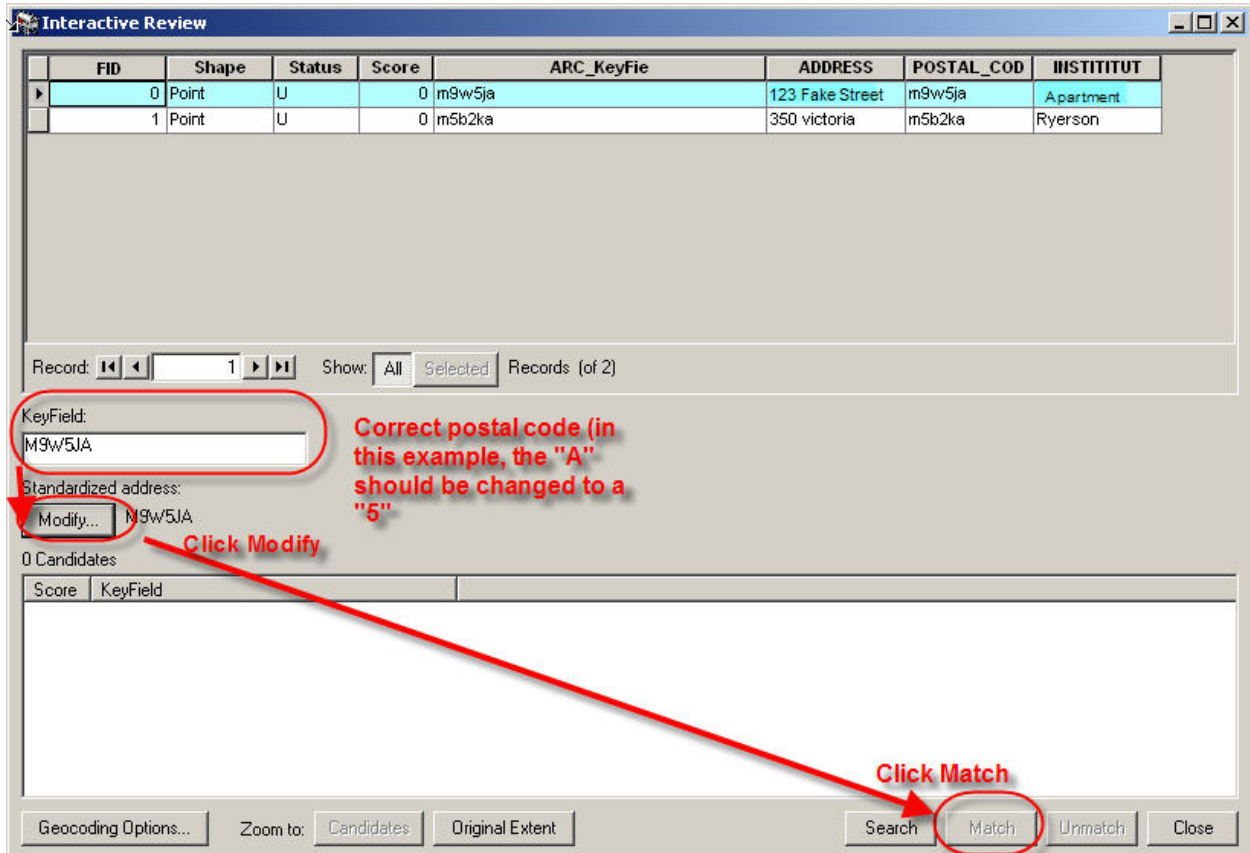 Interactive Review
FID Shape Status Score ARC_KeyFie ADDRESS POSTAL_COD INSTITITUT
0 Point U 0 m9w5ja 123 Fake Street m9w5ja Apartment
1 Point U 0 m5b2ka 350 victoria m5b2ka Ryerson
Record: 1 Show: All Selected Records (of 2)
KeyField:
M9W5JA
Correct postal code (in
this example, the "A"
should be changed to a
"5"
Standardized address:
Modify... M9W5JA
Click Modify
0 Candidates
Score KeyField
Click Match
Geocoding Options... Zoom to: Candidates Original Extent Search Match Unmatch Close